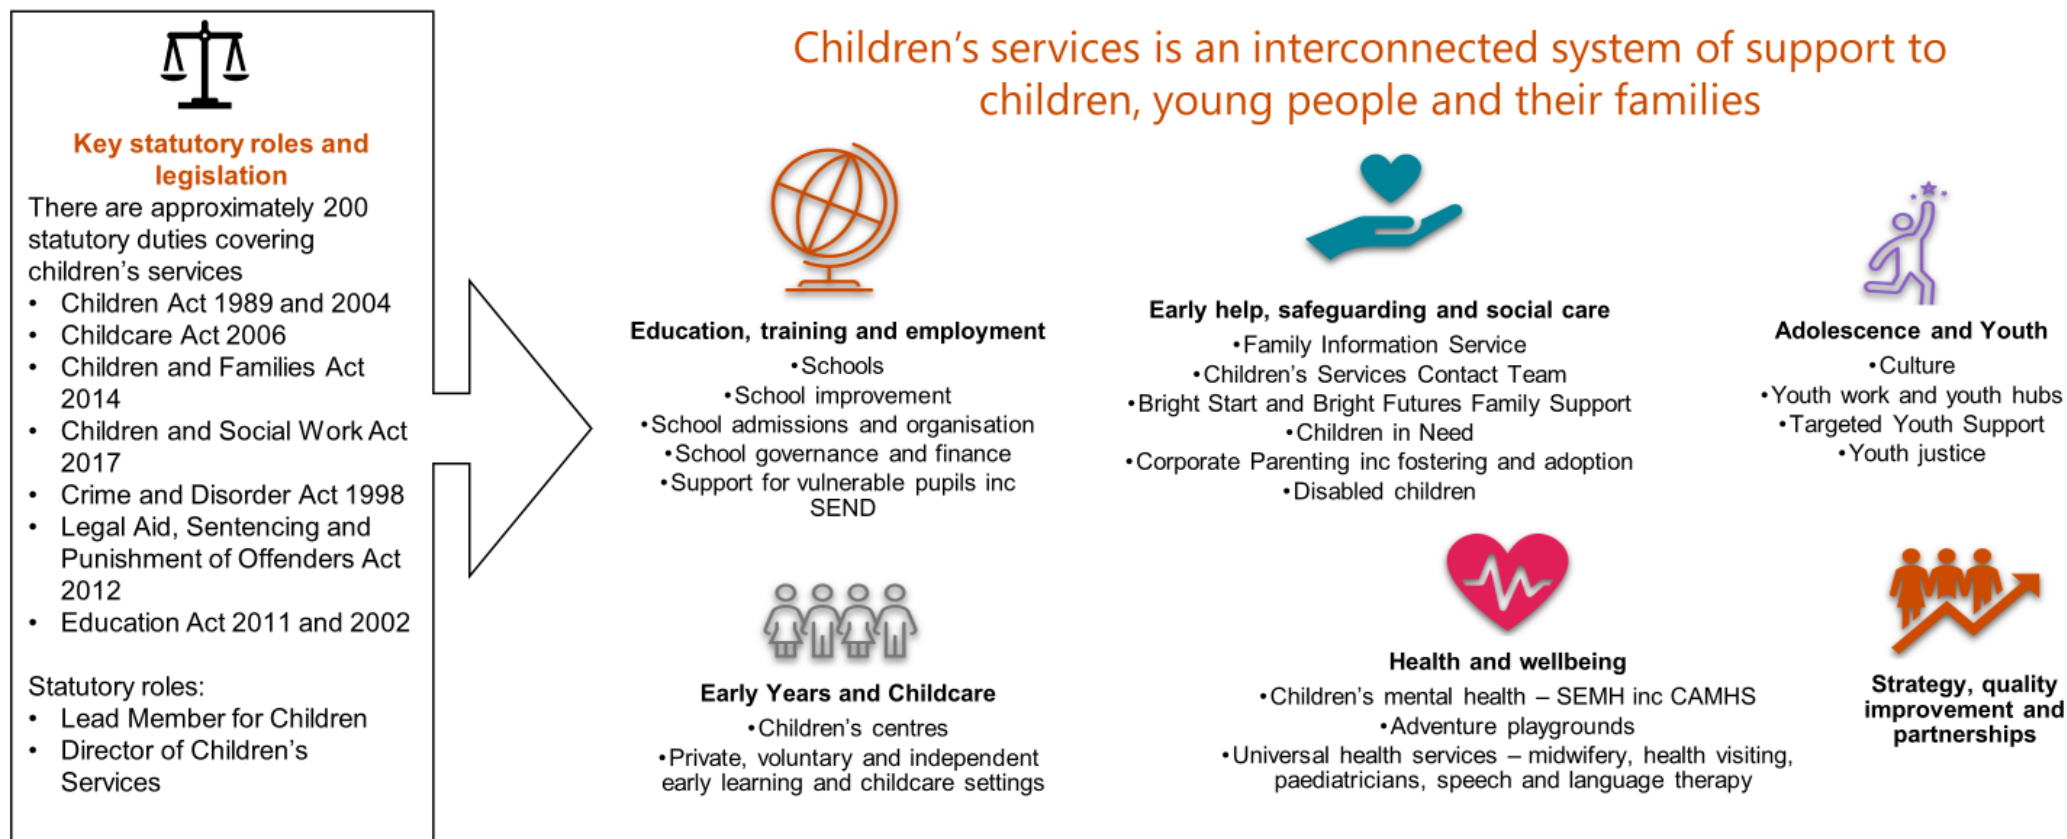 Key statutory roles and
legislation
There are approximately 200
statutory duties covering
children's services
• Children Act 1989 and 2004
• Childcare Act 2006
• Children and Families Act
2014
• Children and Social Work Act
2017
• Crime and Disorder Act 1998
• Legal Aid, Sentencing and
Punishment of Offenders Act
2012
• Education Act 2011 and 2002
Statutory roles:
• Lead Member for Children
• Director of Children's
Services
Children's services is an interconnected system of support to
children, young people and their families
Education, training and employment
•Schools
•School improvement
•School admissions and organisation
•School governance and finance
•Support for vulnerable pupils inc
SEND
Early help, safeguarding and social care
•Family Information Service
•Children's Services Contact Team
•Bright Start and Bright Futures Family Support
•Children in Need
•Corporate Parenting inc fostering and adoption
•Disabled children
Adolescence and Youth
•Culture
•Youth work and youth hubs
•Targeted Youth Support
•Youth justice
Early Years and Childcare
•Children's centres
•Private, voluntary and independent
early learning and childcare settings
Health and wellbeing
•Children's mental health – SEMH inc CAMHS
•Adventure playgrounds
•Universal health services – midwifery, health visiting,
paediatricians, speech and language therapy
Strategy, quality
improvement and
partnerships